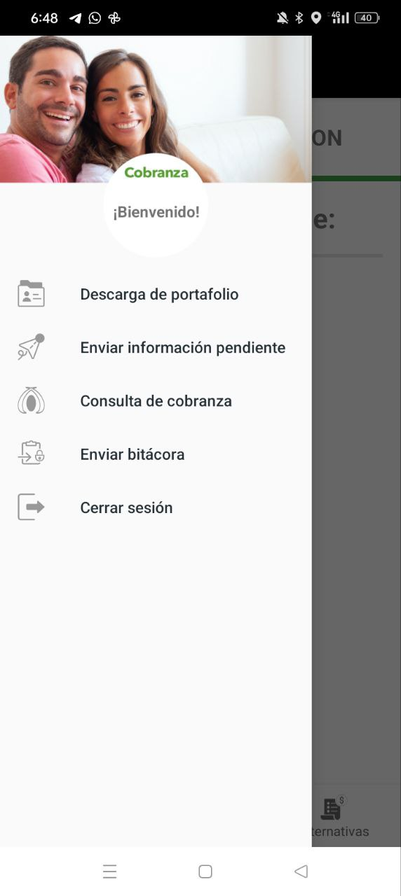 6:48
4G
40
ON
Cobranza
¡Bienvenido!
e:
Descarga de portafolio
Enviar información pendiente
Consulta de cobranza
Enviar bitácora
Cerrar sesión
$
ternativas